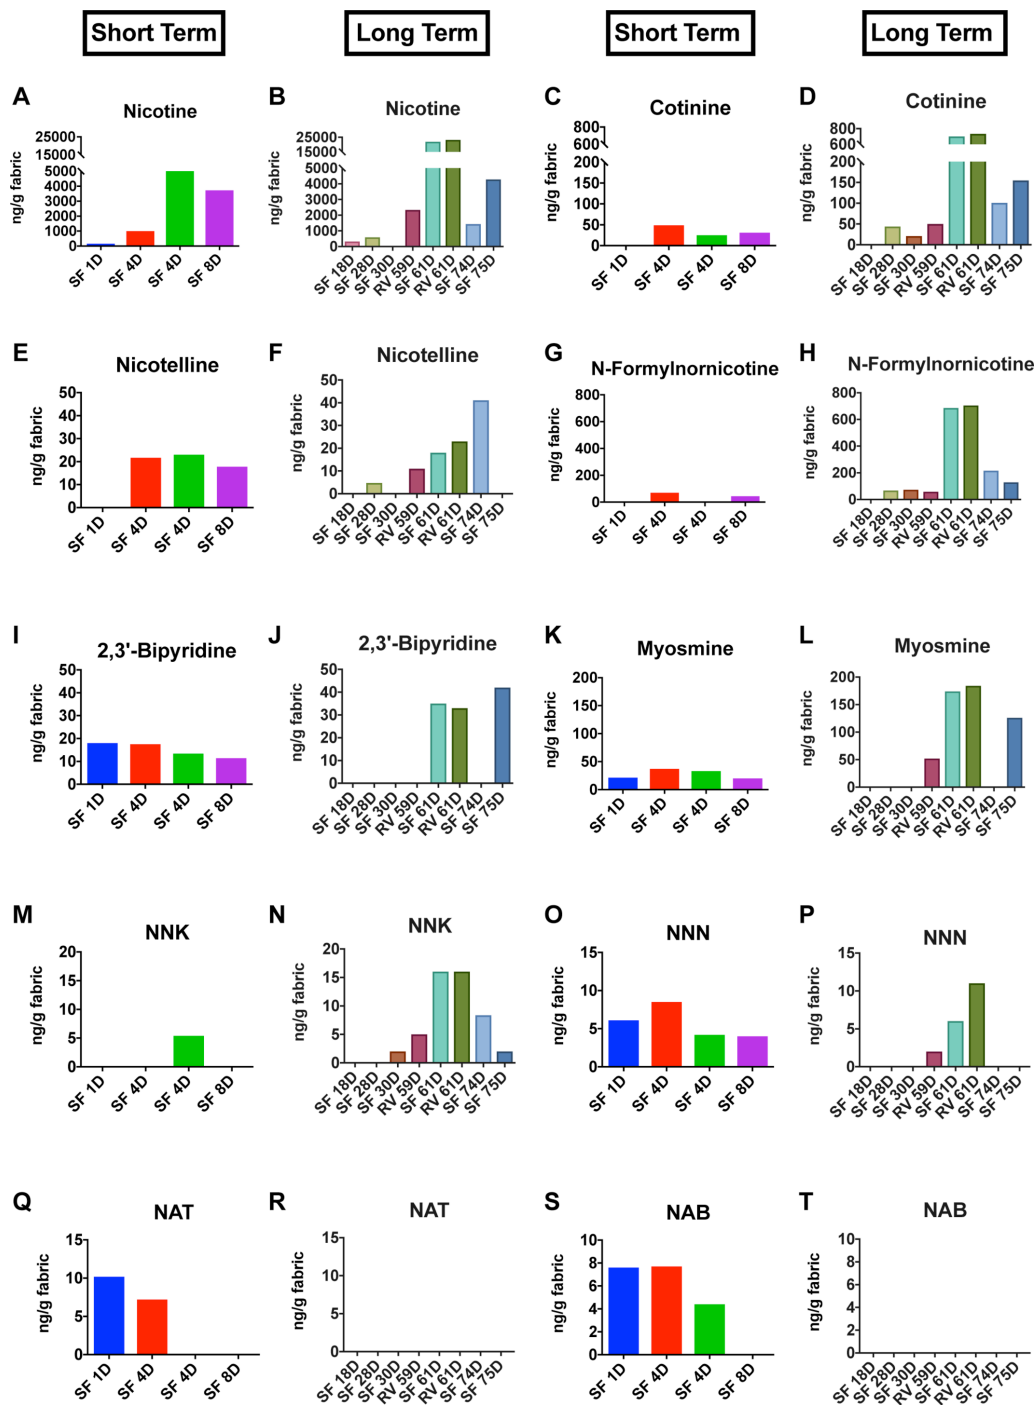 Short Term
Long Term
Short Term
Long Term
A
Nicotine
ng/g fabric
25000
15000
5000
4000
3000
2000
1000
0
SF 1D
SF 4D
SF 4D
SF 8D
B
Nicotine
ng/g fabric
25000
15000
5000
4000
3000
2000
1000
0
SF 18D
SF 28D
SF 30D
RV 59D
SF 61D
RV 61D
SF 74D
SF 75D
C
Cotinine
ng/g fabric
800
600
200
150
100
50
0
SF 1D
SF 4D
SF 4D
SF 8D
D
Cotinine
ng/g fabric
800
600
200
150
100
50
0
SF 18D
SF 28D
SF 30D
RV 59D
SF 61D
RV 61D
SF 74D
SF 75D
E
Nicotelline
ng/g fabric
50
40
30
20
10
0
SF 1D
SF 4D
SF 4D
SF 8D
F
Nicotelline
ng/g fabric
50
40
30
20
10
0
SF 18D
SF 28D
SF 30D
RV 59D
SF 61D
RV 61D
SF 74D
SF 75D
G
N-Formylnornicotine
ng/g fabric
800
600
400
200
0
SF 1D
SF 4D
SF 4D
SF 8D
H
N-Formylnornicotine
ng/g fabric
800
600
400
200
0
SF 18D
SF 28D
SF 30D
RV 59D
SF 61D
RV 61D
SF 74D
SF 75D
I
2,3'-Bipyridine
ng/g fabric
50
40
30
20
10
0
SF 1D
SF 4D
SF 4D
SF 8D
J
2,3'-Bipyridine
ng/g fabric
50
40
30
20
10
0
SF 18D
SF 28D
SF 30D
RV 59D
SF 61D
RV 61D
SF 74D
SF 75D
K
Myosmine
ng/g fabric
200
150
100
50
0
SF 1D
SF 4D
SF 4D
SF 8D
L
Myosmine
ng/g fabric
200
150
100
50
0
SF 18D
SF 28D
SF 30D
RV 59D
SF 61D
RV 61D
SF 74D
SF 75D
M
NNK
ng/g fabric
20
15
10
5
0
SF 1D
SF 4D
SF 4D
SF 8D
N
NNK
ng/g fabric
20
15
10
5
0
SF 18D
SF 28D
SF 30D
RV 59D
SF 61D
RV 61D
SF 74D
SF 75D
O
NNN
ng/g fabric
15
10
5
0
SF 1D
SF 4D
SF 4D
SF 8D
P
NNN
ng/g fabric
15
10
5
0
SF 18D
SF 28D
SF 30D
RV 59D
SF 61D
RV 61D
SF 74D
SF 75D
Q
NAT
ng/g fabric
15
10
5
0
SF 1D
SF 4D
SF 4D
SF 8D
R
NAT
ng/g fabric
15
10
5
0
SF 18D
SF 28D
SF 30D
RV 59D
SF 61D
RV 61D
SF 74D
SF 75D
S
NAB
ng/g fabric
10
8
6
4
2
0
SF 1D
SF 4D
SF 4D
SF 8D
T
NAB
ng/g fabric
10
8
6
4
2
0
SF 18D
SF 28D
SF 30D
RV 59D
SF 61D
RV 61D
SF 74D
SF 75D